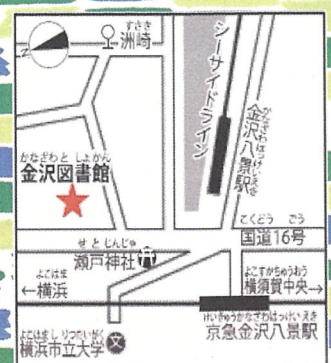 N
すさき
洲崎
シーサイドライン
かなざわはっけいえき
金沢八景駅
かなざわ と しょかん
金沢図書館
こくどう ごう
国道16号
せ と じんじゃ
瀬戸神社
よこはま
←横浜
よこすかちゅうおう
横須賀中央→
けいきゅうかなざわはっけいえき
京急金沢八景駅
よこはまし りつだいがく
横浜市立大学
文